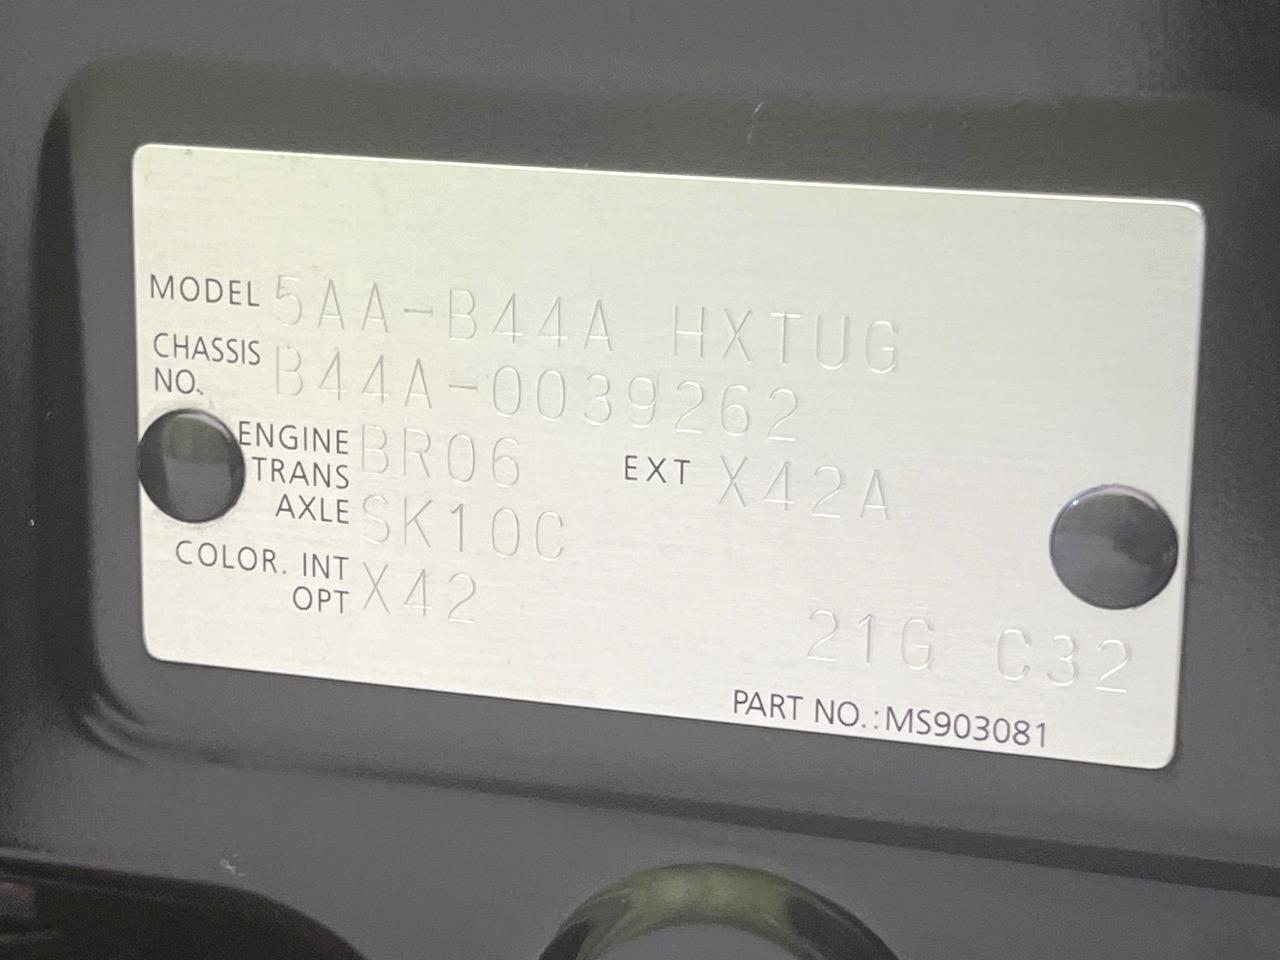 MODEL 5AA-B44A HXTUG
CHASSIS NO. B44A-0039262
ENGINE BR06 EXT X42A
TRANS AXLE SK10C
COLOR. INT OPT X42
21G C32
PART NO.:MS903081